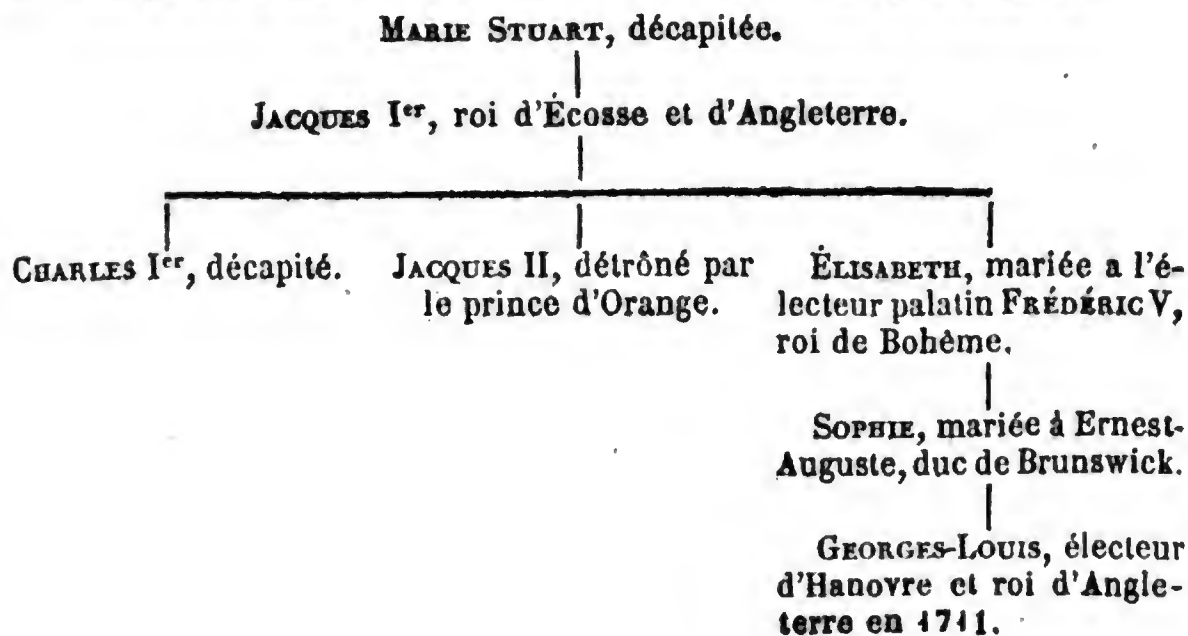 MARIE STUART, décapitée.
JACQUES Ier, roi d'Écosse et d'Angleterre.
CHARLES Ier, décapité.
JACQUES II, détrôné par
le prince d'Orange.
ÉLISABETH, mariée a l'é-
lecteur palatin FRÉDÉRIC V,
roi de Bohème.
SOPHIE, mariée à Ernest-
Auguste, duc de Brunswick.
GEORGES-LOUIS, électeur
d'Hanovre et roi d'Angle-
terre en 1711.